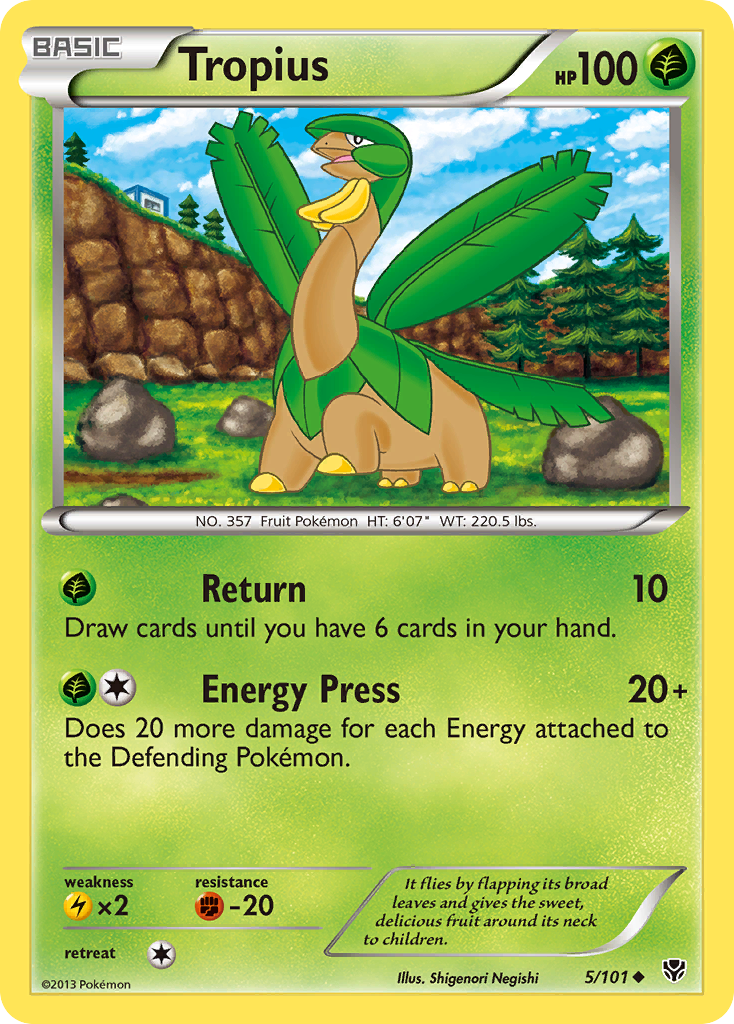 BASIC
Tropius
HP100
NO. 357 Fruit Pokémon HT: 6'07" WT: 220.5 lbs.
Return 10
Draw cards until you have 6 cards in your hand.
Energy Press 20+
Does 20 more damage for each Energy attached to
the Defending Pokémon.
weakness
×2
resistance
-20
retreat
It flies by flapping its broad
leaves and gives the sweet,
delicious fruit around its neck
to children.
©2013 Pokémon
Illus. Shigenori Negishi
5/101